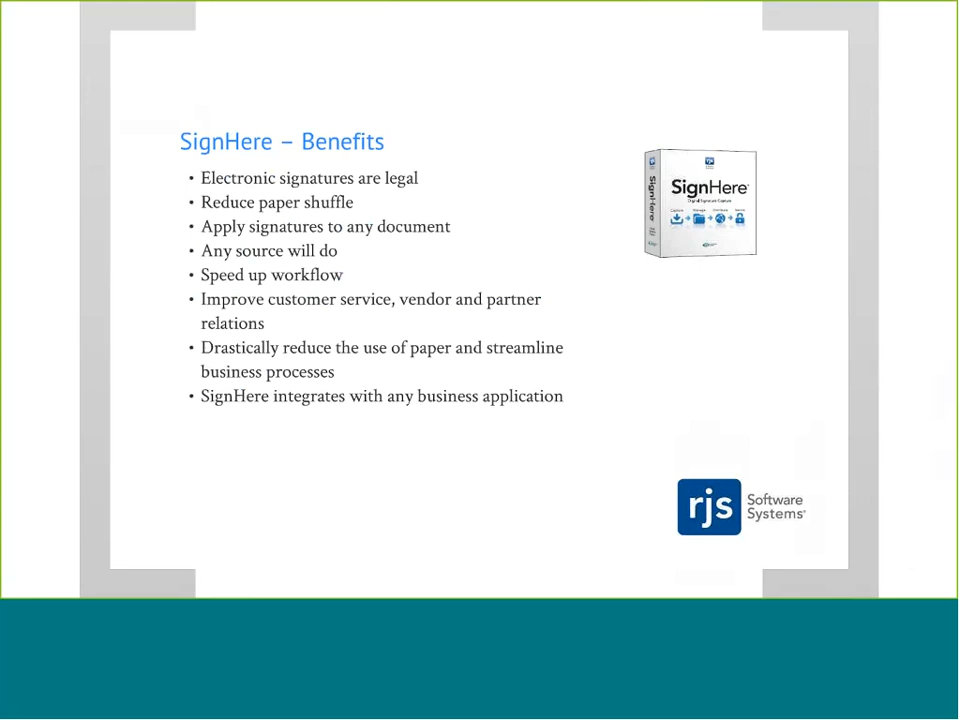 SignHere – Benefits
• Electronic signatures are legal
• Reduce paper shuffle
• Apply signatures to any document
• Any source will do
• Speed up workflow
• Improve customer service, vendor and partner
relations
• Drastically reduce the use of paper and streamline
business processes
• SignHere integrates with any business application
rjs
SignHere
SignHere
Digital Signature Capture
rjs Software
Systems